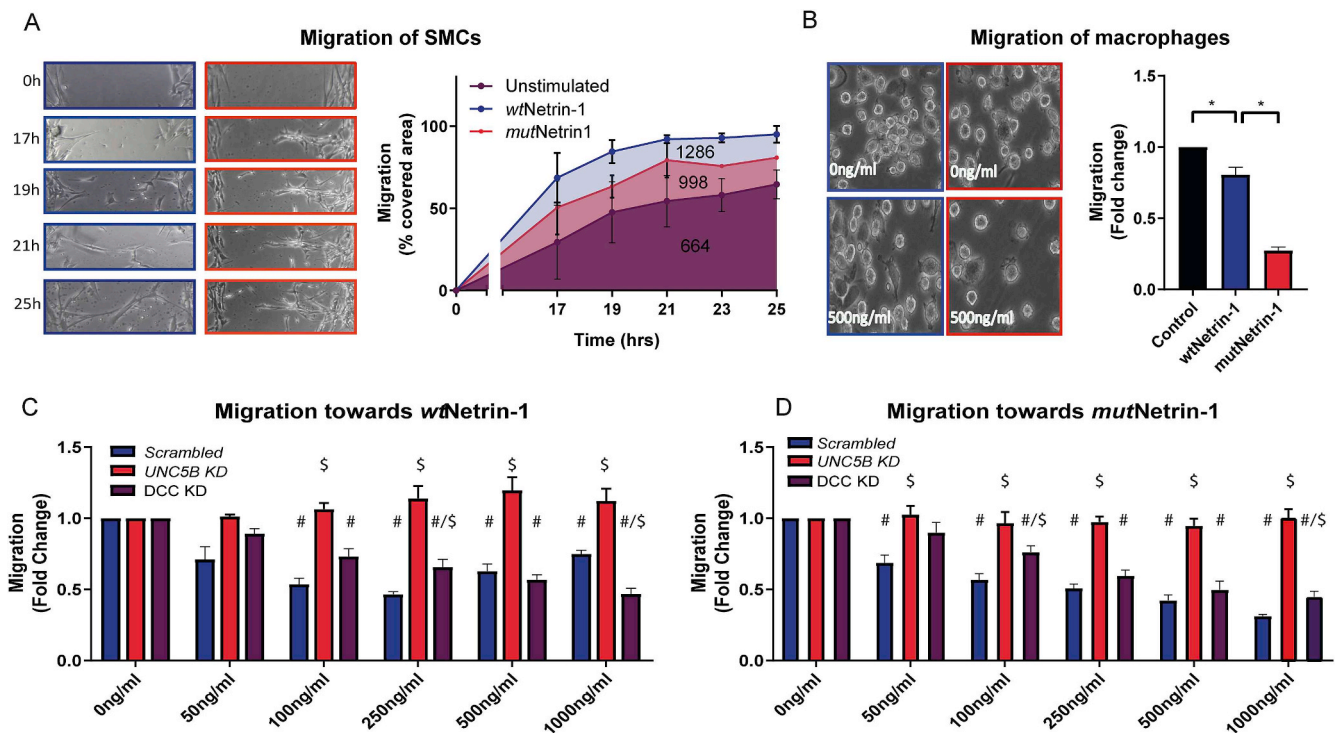 A
Migration of SMCs
0h
17h
19h
21h
25h
Unstimulated
wtNetrin-1
mutNetrin1
Migration
(% covered area)
100
50
0
1286
998
664
0
17
19
21
23
25
Time (hrs)
B
Migration of macrophages
0ng/ml
0ng/ml
500ng/ml
500ng/ml
Migration
(Fold change)
1.5
1.0
0.5
0.0
* *
Control
wtNetrin-1
mutNetrin-1
C
Migration towards wtNetrin-1
Scrambled
UNC5B KD
DCC KD
Migration
(Fold Change)
1.5
1.0
0.5
0.0
$ $ $ $
# # # #/$ # # # #/$
0ng/ml
50ng/ml
100ng/ml
250ng/ml
500ng/ml
1000ng/ml
D
Migration towards mutNetrin-1
Scrambled
UNC5B KD
DCC KD
Migration
(Fold Change)
1.5
1.0
0.5
0.0
$ $ $ $ $
# # #/$ # # # # # #/$
0ng/ml
50ng/ml
100ng/ml
250ng/ml
500ng/ml
1000ng/ml